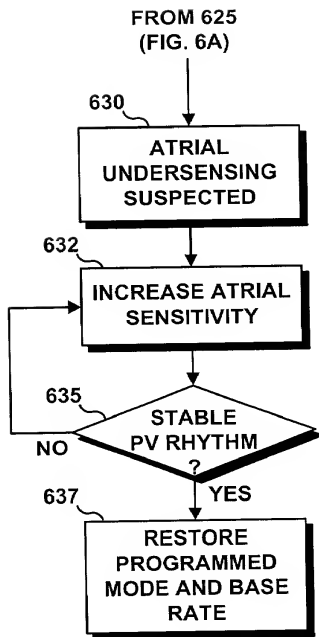 FROM 625
(FIG. 6A)
630
ATRIAL
UNDERSENSING
SUSPECTED
632
INCREASE ATRIAL
SENSITIVITY
635
STABLE
PV RHYTHM
?
NO
YES
637
RESTORE
PROGRAMMED
MODE AND BASE
RATE